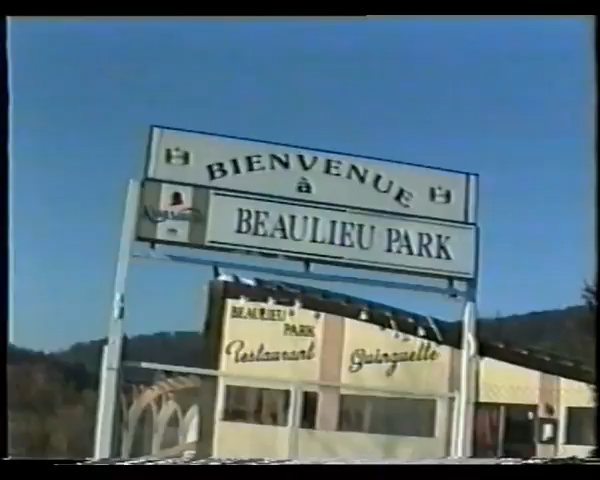 BIENVENUE
à
BEAULIEU PARK
BEAULIEU
PARK
Restaurant
Guinguette